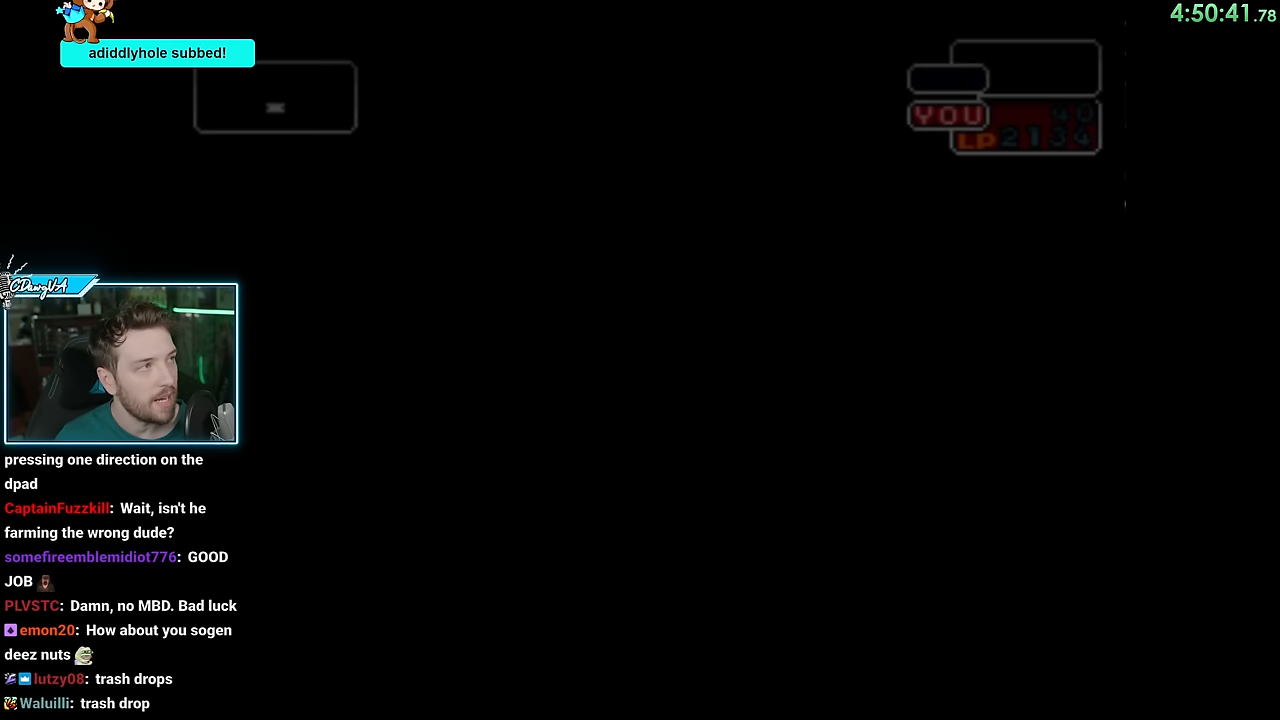 4:50:41.78
adiddlyhole subbed!
YOU 40
LP 2134
CDawgVA
pressing one direction on the
dpad
CaptainFuzzkill: Wait, isn't he
farming the wrong dude?
somefireemblemidiot776: GOOD
JOB
PLVSTC: Damn, no MBD. Bad luck
emon20: How about you sogen
deez nuts
lutzy08: trash drops
Waluilli: trash drop